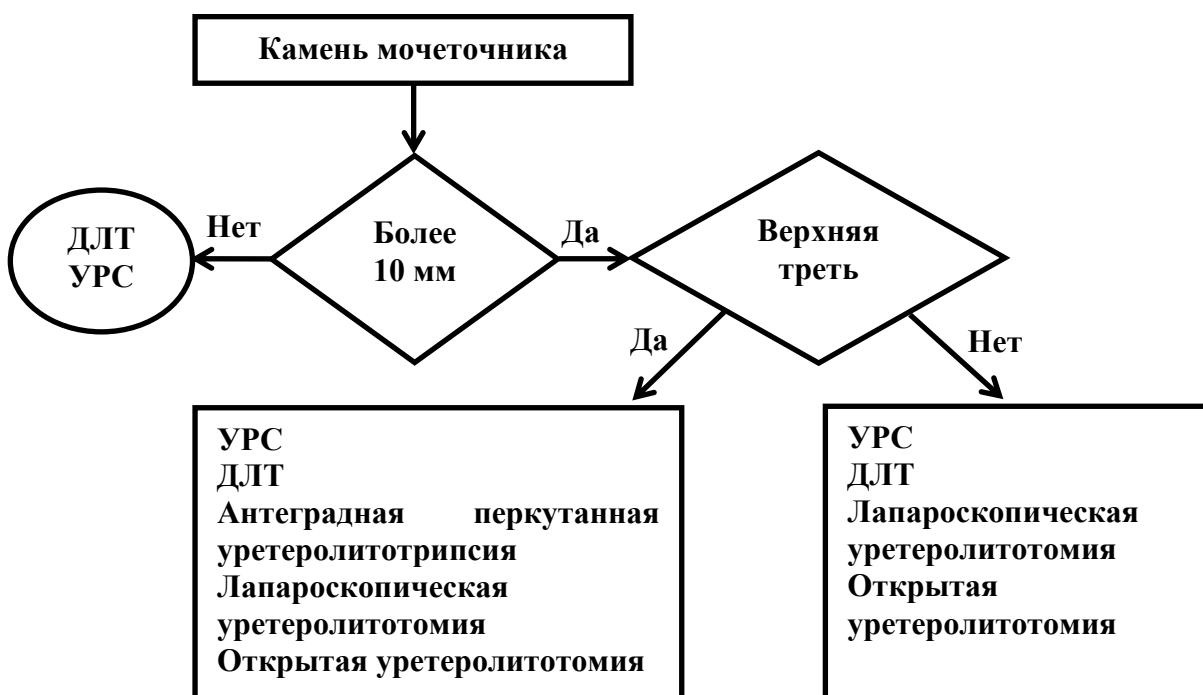 Камень мочеточника
Более
10 мм
Нет
ДЛТ
УРС
Да
Верхняя
треть
Да
Нет
УРС
ДЛТ
Антеградная перкутанная
уретеролитотрипсия
Лапароскопическая
уретеролитотомия
Открытая уретеролитотомия
УРС
ДЛТ
Лапароскопическая
уретеролитотомия
Открытая
уретеролитотомия